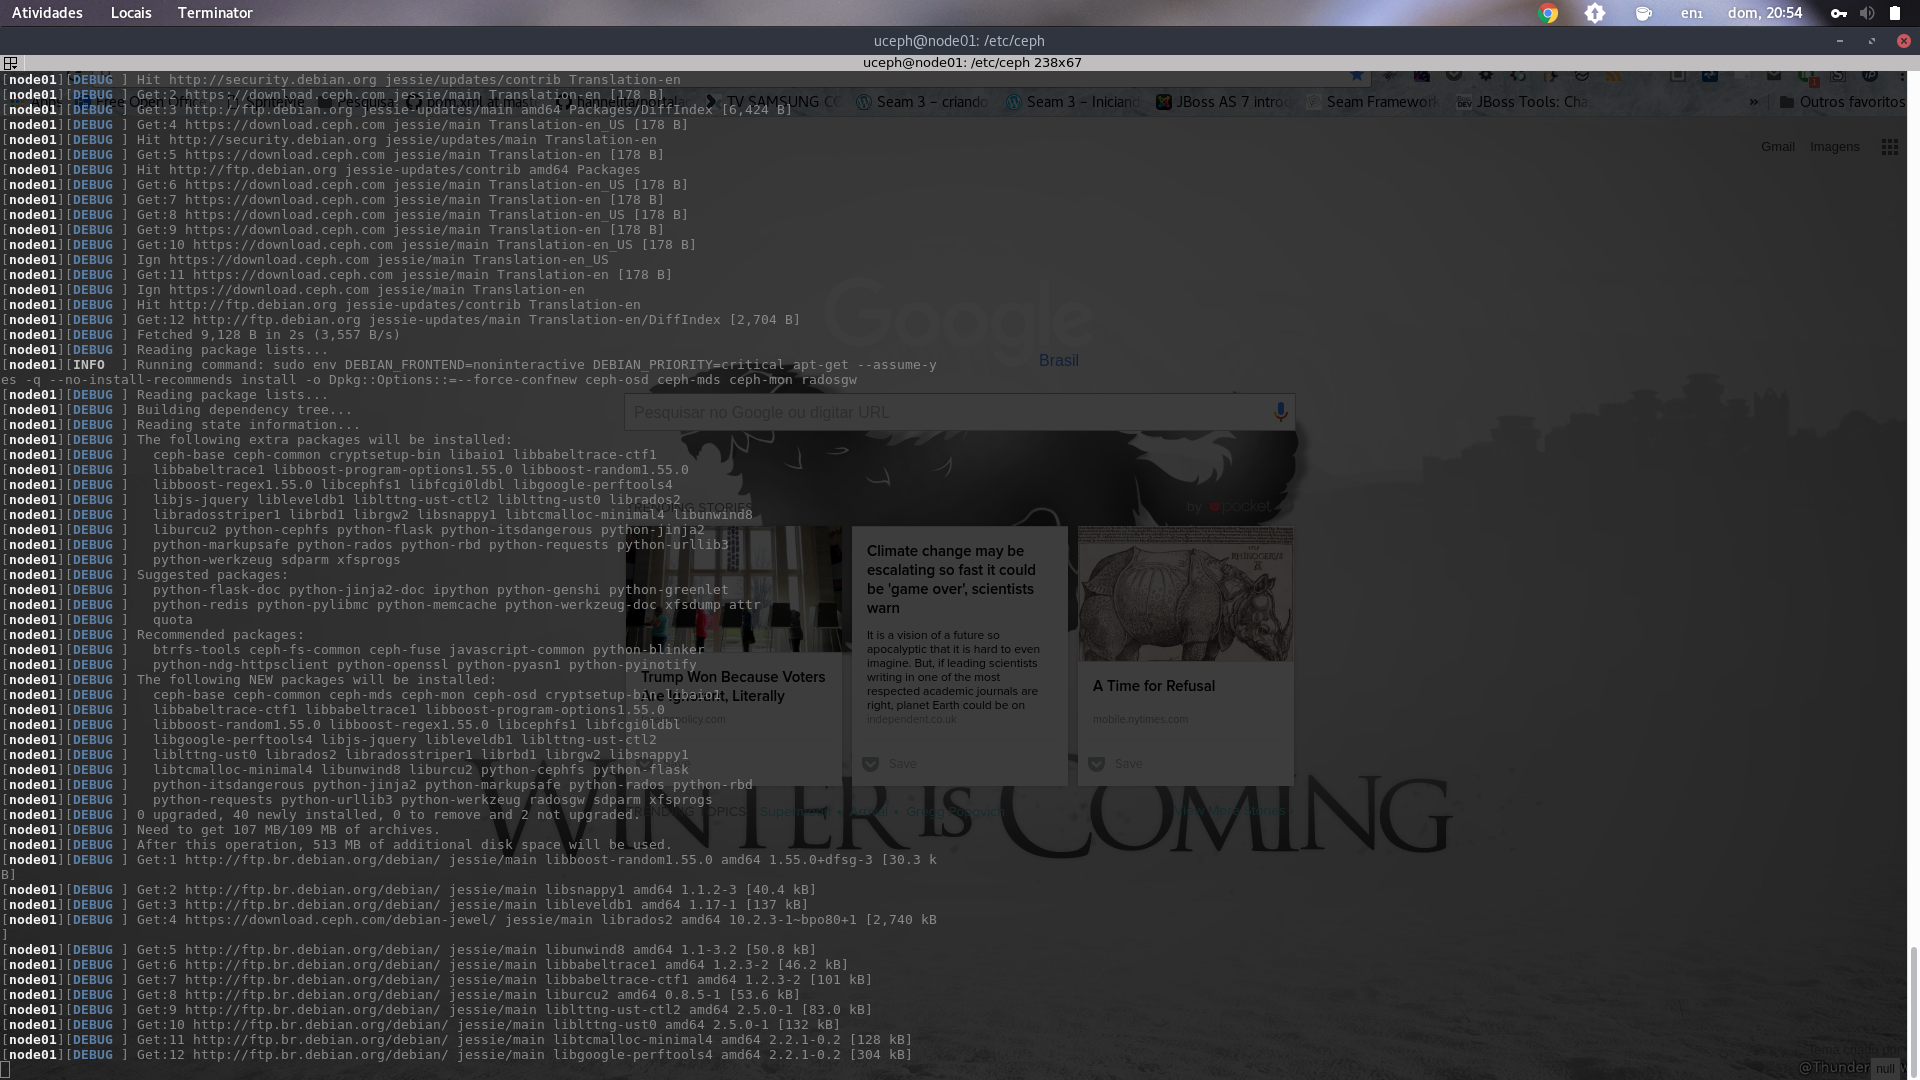 Atividades Locais Terminator en₁ dom, 20:54
uceph@node01: /etc/ceph
uceph@node01: /etc/ceph 238x67
[node01][DEBUG ] Hit http://security.debian.org jessie/updates/contrib Translation-en
[node01][DEBUG ] Get:2 https://download.ceph.com jessie/main Translation-en [178 B]
[node01][DEBUG ] Get:3 http://ftp.debian.org jessie-updates/main amd64 Packages/DiffIndex [6,424 B]
[node01][DEBUG ] Get:4 https://download.ceph.com jessie/main Translation-en_US [178 B]
[node01][DEBUG ] Hit http://security.debian.org jessie/updates/main Translation-en
[node01][DEBUG ] Get:5 https://download.ceph.com jessie/main Translation-en [178 B]
[node01][DEBUG ] Hit http://ftp.debian.org jessie-updates/contrib amd64 Packages
[node01][DEBUG ] Get:6 https://download.ceph.com jessie/main Translation-en_US [178 B]
[node01][DEBUG ] Get:7 https://download.ceph.com jessie/main Translation-en [178 B]
[node01][DEBUG ] Get:8 https://download.ceph.com jessie/main Translation-en_US [178 B]
[node01][DEBUG ] Get:9 https://download.ceph.com jessie/main Translation-en [178 B]
[node01][DEBUG ] Get:10 https://download.ceph.com jessie/main Translation-en_US [178 B]
[node01][DEBUG ] Ign https://download.ceph.com jessie/main Translation-en_US
[node01][DEBUG ] Get:11 https://download.ceph.com jessie/main Translation-en [178 B]
[node01][DEBUG ] Ign https://download.ceph.com jessie/main Translation-en
[node01][DEBUG ] Hit http://ftp.debian.org jessie-updates/contrib Translation-en
[node01][DEBUG ] Get:12 http://ftp.debian.org jessie-updates/main Translation-en/DiffIndex [2,704 B]
[node01][DEBUG ] Fetched 9,128 B in 2s (3,557 B/s)
[node01][DEBUG ] Reading package lists...
[node01][INFO  ] Running command: sudo env DEBIAN_FRONTEND=noninteractive DEBIAN_PRIORITY=critical apt-get --assume-y
es -q --no-install-recommends install -o Dpkg::Options::=--force-confnew ceph-osd ceph-mds ceph-mon radosgw
[node01][DEBUG ] Reading package lists...
[node01][DEBUG ] Building dependency tree...
[node01][DEBUG ] Reading state information...
[node01][DEBUG ] The following extra packages will be installed:
[node01][DEBUG ]   ceph-base ceph-common cryptsetup-bin libaio1 libbabeltrace-ctf1
[node01][DEBUG ]   libbabeltrace1 libboost-program-options1.55.0 libboost-random1.55.0
[node01][DEBUG ]   libboost-regex1.55.0 libcephfs1 libfcgi0ldbl libgoogle-perftools4
[node01][DEBUG ]   libjs-jquery libleveldb1 liblttng-ust-ctl2 liblttng-ust0 librados2
[node01][DEBUG ]   libradosstriper1 librbd1 librgw2 libsnappy1 libtcmalloc-minimal4 libunwind8
[node01][DEBUG ]   liburcu2 python-cephfs python-flask python-itsdangerous python-jinja2
[node01][DEBUG ]   python-markupsafe python-rados python-rbd python-requests python-urllib3
[node01][DEBUG ]   python-werkzeug sdparm xfsprogs
[node01][DEBUG ] Suggested packages:
[node01][DEBUG ]   python-flask-doc python-jinja2-doc ipython python-genshi python-greenlet
[node01][DEBUG ]   python-redis python-pylibmc python-memcache python-werkzeug-doc xfsdump attr
[node01][DEBUG ]   quota
[node01][DEBUG ] Recommended packages:
[node01][DEBUG ]   btrfs-tools ceph-fs-common ceph-fuse javascript-common python-blinker
[node01][DEBUG ]   python-ndg-httpsclient python-openssl python-pyasn1 python-pyinotify
[node01][DEBUG ] The following NEW packages will be installed:
[node01][DEBUG ]   ceph-base ceph-common ceph-mds ceph-mon ceph-osd cryptsetup-bin libaio1
[node01][DEBUG ]   libbabeltrace-ctf1 libbabeltrace1 libboost-program-options1.55.0
[node01][DEBUG ]   libboost-random1.55.0 libboost-regex1.55.0 libcephfs1 libfcgi0ldbl
[node01][DEBUG ]   libgoogle-perftools4 libjs-jquery libleveldb1 liblttng-ust-ctl2
[node01][DEBUG ]   liblttng-ust0 librados2 libradosstriper1 librbd1 librgw2 libsnappy1
[node01][DEBUG ]   libtcmalloc-minimal4 libunwind8 liburcu2 python-cephfs python-flask
[node01][DEBUG ]   python-itsdangerous python-jinja2 python-markupsafe python-rados python-rbd
[node01][DEBUG ]   python-requests python-urllib3 python-werkzeug radosgw sdparm xfsprogs
[node01][DEBUG ] 0 upgraded, 40 newly installed, 0 to remove and 2 not upgraded.
[node01][DEBUG ] Need to get 107 MB/109 MB of archives.
[node01][DEBUG ] After this operation, 513 MB of additional disk space will be used.
[node01][DEBUG ] Get:1 http://ftp.br.debian.org/debian/ jessie/main libboost-random1.55.0 amd64 1.55.0+dfsg-3 [30.3 k
B]
[node01][DEBUG ] Get:2 http://ftp.br.debian.org/debian/ jessie/main libsnappy1 amd64 1.1.2-3 [40.4 kB]
[node01][DEBUG ] Get:3 http://ftp.br.debian.org/debian/ jessie/main libleveldb1 amd64 1.17-1 [137 kB]
[node01][DEBUG ] Get:4 https://download.ceph.com/debian-jewel/ jessie/main librados2 amd64 10.2.3-1~bpo80+1 [2,740 kB
]
[node01][DEBUG ] Get:5 http://ftp.br.debian.org/debian/ jessie/main libunwind8 amd64 1.1-3.2 [50.8 kB]
[node01][DEBUG ] Get:6 http://ftp.br.debian.org/debian/ jessie/main libbabeltrace1 amd64 1.2.3-2 [46.2 kB]
[node01][DEBUG ] Get:7 http://ftp.br.debian.org/debian/ jessie/main libbabeltrace-ctf1 amd64 1.2.3-2 [101 kB]
[node01][DEBUG ] Get:8 http://ftp.br.debian.org/debian/ jessie/main liburcu2 amd64 0.8.5-1 [53.6 kB]
[node01][DEBUG ] Get:9 http://ftp.br.debian.org/debian/ jessie/main liblttng-ust-ctl2 amd64 2.5.0-1 [83.0 kB]
[node01][DEBUG ] Get:10 http://ftp.br.debian.org/debian/ jessie/main liblttng-ust0 amd64 2.5.0-1 [132 kB]
[node01][DEBUG ] Get:11 http://ftp.br.debian.org/debian/ jessie/main libtcmalloc-minimal4 amd64 2.2.1-0.2 [128 kB]
[node01][DEBUG ] Get:12 http://ftp.br.debian.org/debian/ jessie/main libgoogle-perftools4 amd64 2.2.1-0.2 [304 kB]
Free Open Office SpriteMe Pesquisa pom.xml at mast hannelita/portal TV SAMSUNG CO Seam 3 – criando Seam 3 – Iniciand JBoss AS 7 introd Seam Framework JBoss Tools: Cha » Outros favoritos
Gmail Imagens
Google
Brasil
Pesquisar no Google ou digitar URL
TRENDING STORIES by pocket
Trump Won Because Voters
Are Ignorant, Literally
Climate change may be
escalating so fast it could
be 'game over', scientists
warn
It is a vision of a future so
apocalyptic that it is hard to even
imagine. But, if leading scientists
writing in one of the most
respected academic journals are
right, planet Earth could be on
independent.co.uk
Save
A Time for Refusal
mobile.nytimes.com
Save
TRENDING TOPICS Gregg Popovich View More Stories
WINTER IS COMING
@Thunder
null